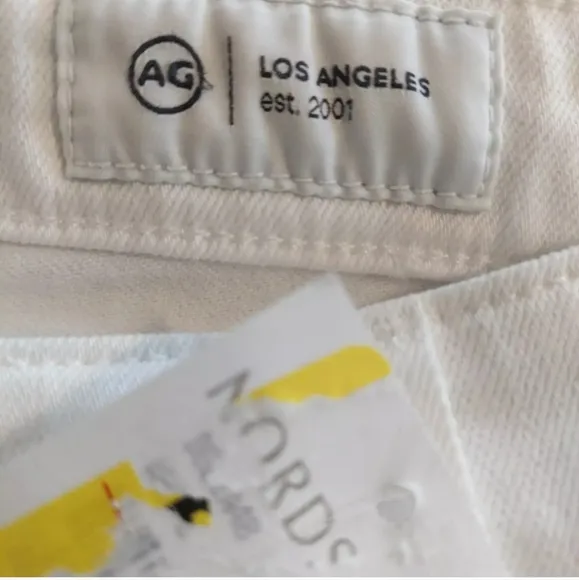 AG
LOS ANGELES
est. 2001
NORDS